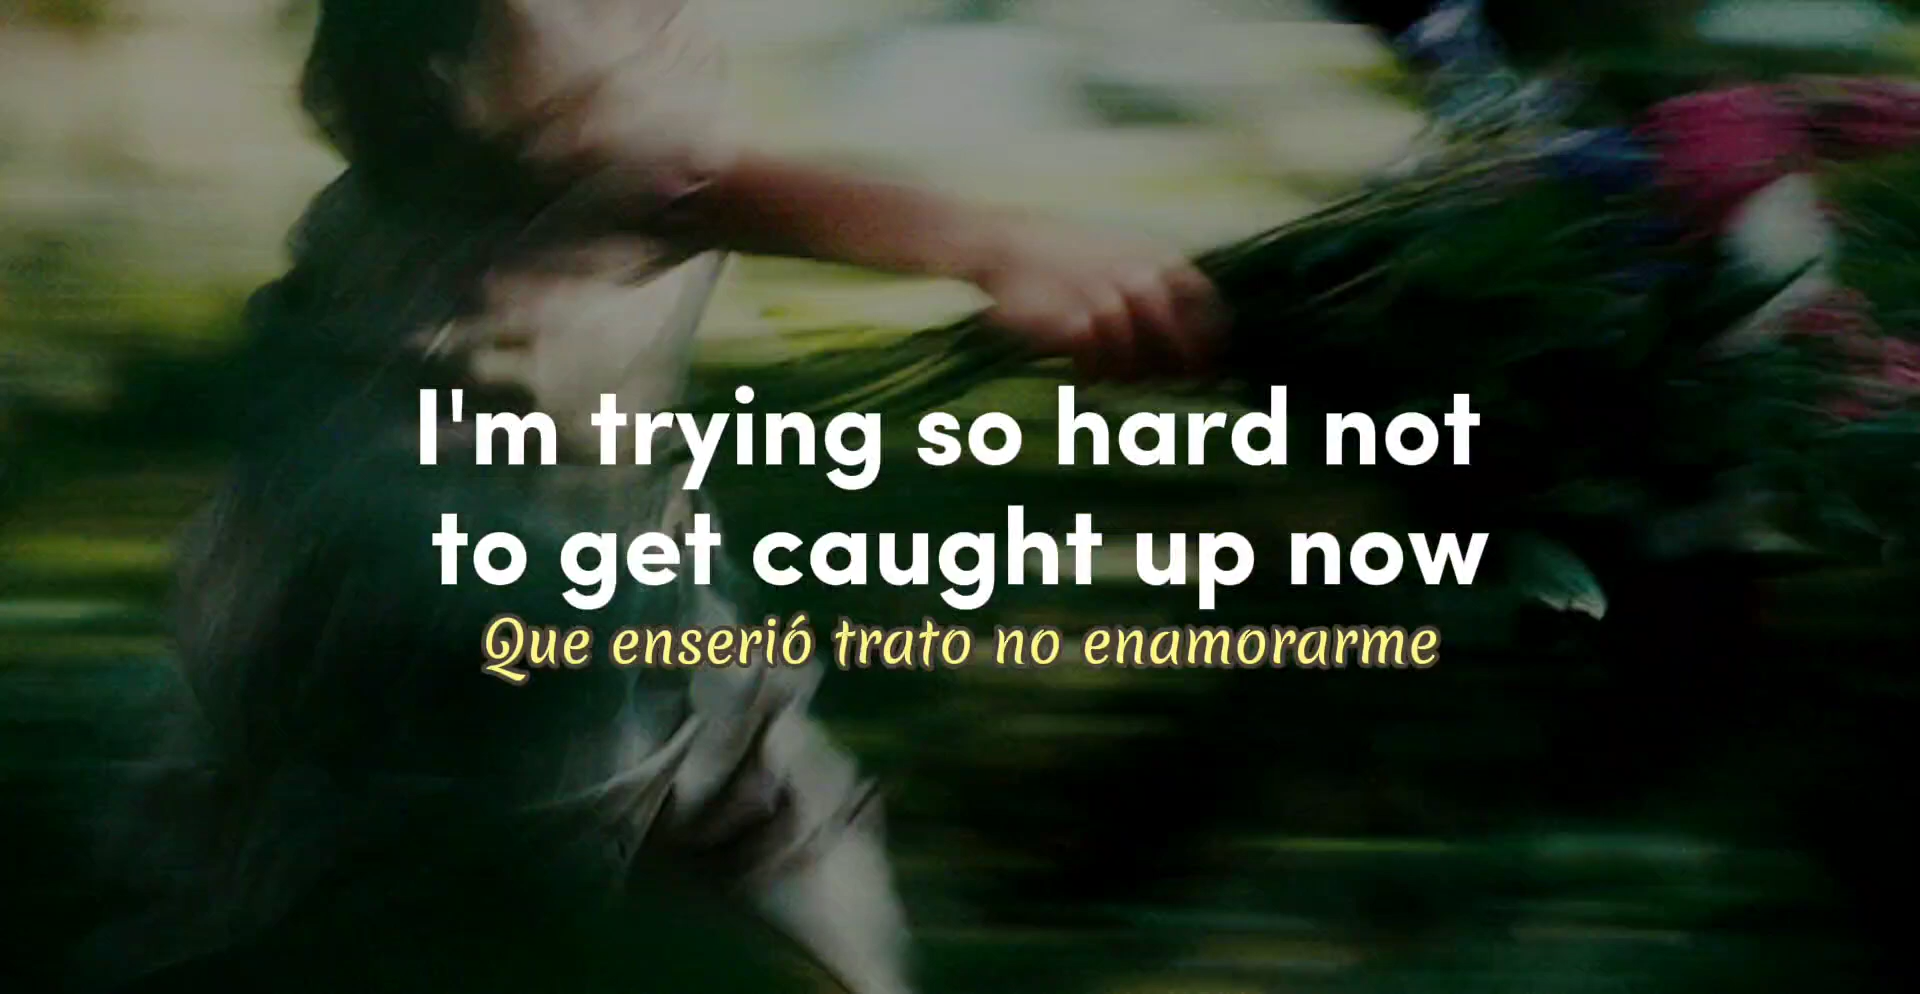 I'm trying so hard not
to get caught up now
Que enserió trato no enamorarme